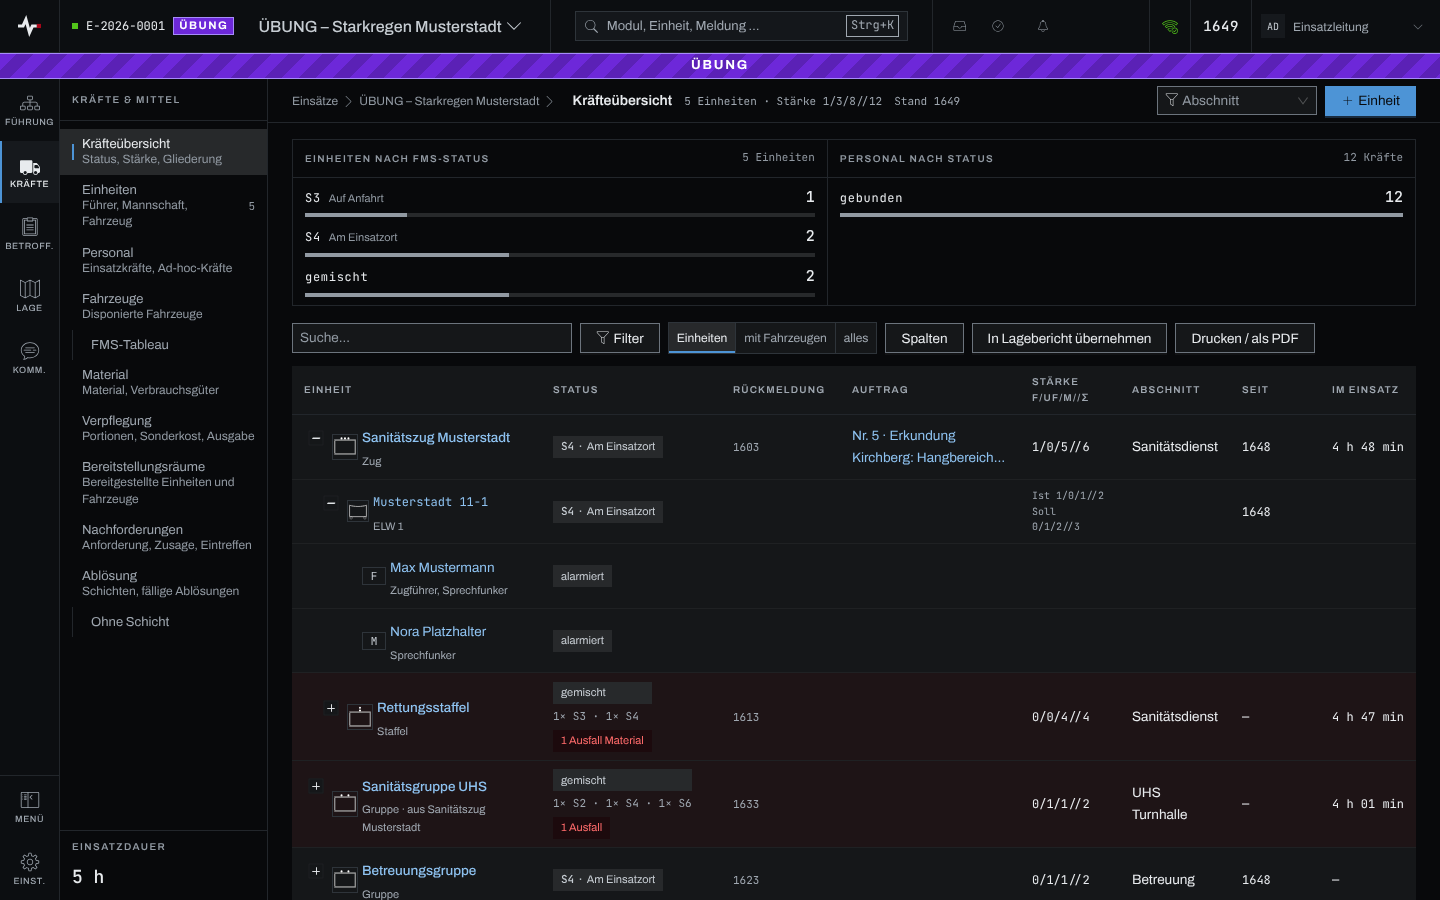 E-2026-0001 ÜBUNG ÜBUNG – Starkregen Musterstadt
Modul, Einheit, Meldung ... Strg+K
1649
AD Einsatzleitung
ÜBUNG
FÜHRUNG
KRÄFTE
BETROFF.
LAGE
KOMM.
MENÜ
EINST.
KRÄFTE & MITTEL
Kräfteübersicht
Status, Stärke, Gliederung
Einheiten
Führer, Mannschaft,
Fahrzeug
5
Personal
Einsatzkräfte, Ad-hoc-Kräfte
Fahrzeuge
Disponierte Fahrzeuge
FMS-Tableau
Material
Material, Verbrauchsgüter
Verpflegung
Portionen, Sonderkost, Ausgabe
Bereitstellungsräume
Bereitgestellte Einheiten und
Fahrzeuge
Nachforderungen
Anforderung, Zusage, Eintreffen
Ablösung
Schichten, fällige Ablösungen
Ohne Schicht
EINSATZDAUER
5 h
Einsätze ÜBUNG – Starkregen Musterstadt Kräfteübersicht 5 Einheiten · Stärke 1/3/8//12 Stand 1649
Abschnitt
+ Einheit
EINHEITEN NACH FMS-STATUS 5 Einheiten
S3 Auf Anfahrt 1
S4 Am Einsatzort 2
gemischt 2
PERSONAL NACH STATUS 12 Kräfte
gebunden 12
Suche... Filter Einheiten mit Fahrzeugen alles Spalten In Lagebericht übernehmen Drucken / als PDF
EINHEIT STATUS RÜCKMELDUNG AUFTRAG STÄRKE F/UF/M//Σ ABSCHNITT SEIT IM EINSATZ
− Sanitätszug Musterstadt
Zug
S4 · Am Einsatzort
1603
Nr. 5 · Erkundung
Kirchberg: Hangbereich...
1/0/5//6
Sanitätsdienst
1648
4 h 48 min
− Musterstadt 11-1
ELW 1
S4 · Am Einsatzort
Ist 1/0/1//2
Soll
0/1/2//3
1648
F Max Mustermann
Zugführer, Sprechfunker
alarmiert
M Nora Platzhalter
Sprechfunker
alarmiert
+ Rettungsstaffel
Staffel
gemischt
1× S3 · 1× S4
1 Ausfall Material
1613
0/0/4//4
Sanitätsdienst
–
4 h 47 min
+ Sanitätsgruppe UHS
Gruppe · aus Sanitätszug
Musterstadt
gemischt
1× S2 · 1× S4 · 1× S6
1 Ausfall
1633
0/1/1//2
UHS
Turnhalle
–
4 h 01 min
+ Betreuungsgruppe
Gruppe
S4 · Am Einsatzort
1623
0/1/1//2
Betreuung
1648
–